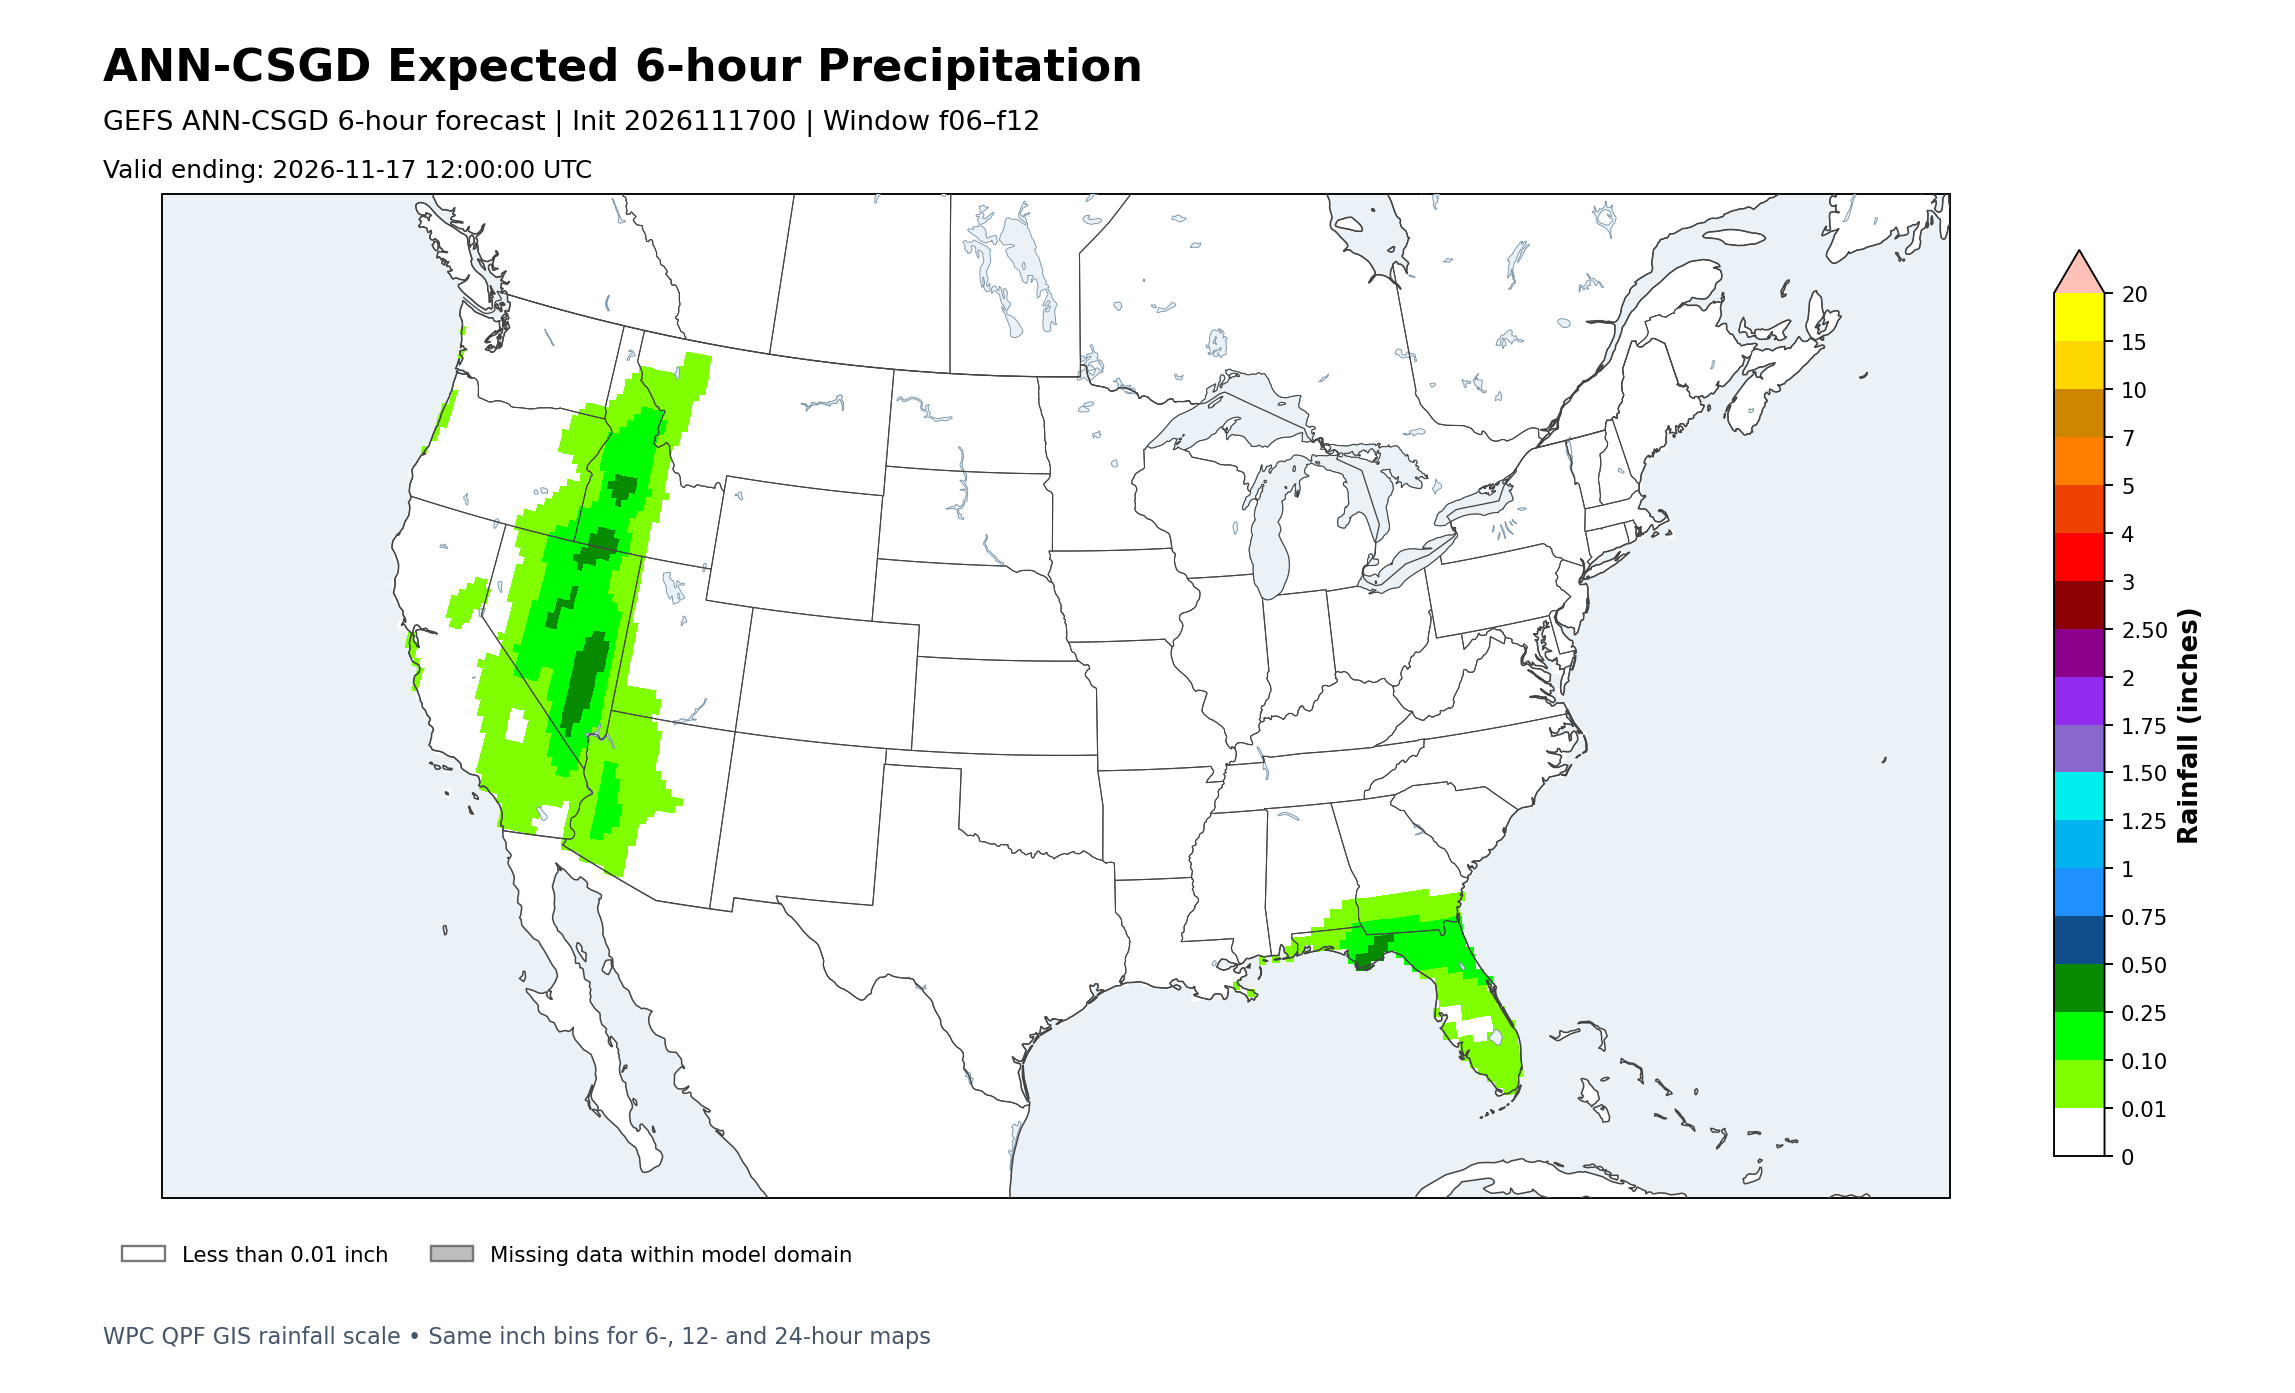 ANN-CSGD Expected 6-hour Precipitation
GEFS ANN-CSGD 6-hour forecast | Init 2026111700 | Window f06–f12
Valid ending: 2026-11-17 12:00:00 UTC
20
15
10
7
5
4
3
2.50
2
1.75
1.50
1.25
1
0.75
0.50
0.25
0.10
0.01
0
Rainfall (inches)
Less than 0.01 inch
Missing data within model domain
WPC QPF GIS rainfall scale • Same inch bins for 6-, 12- and 24-hour maps